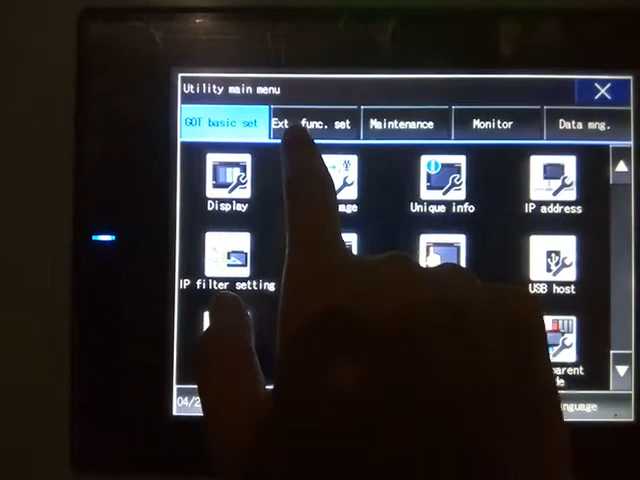 Utility main menu
GOT basic set
Ext. func. set
Maintenance
Monitor
Data mng.
Display
Unique info
IP address
IP filter setting
USB host